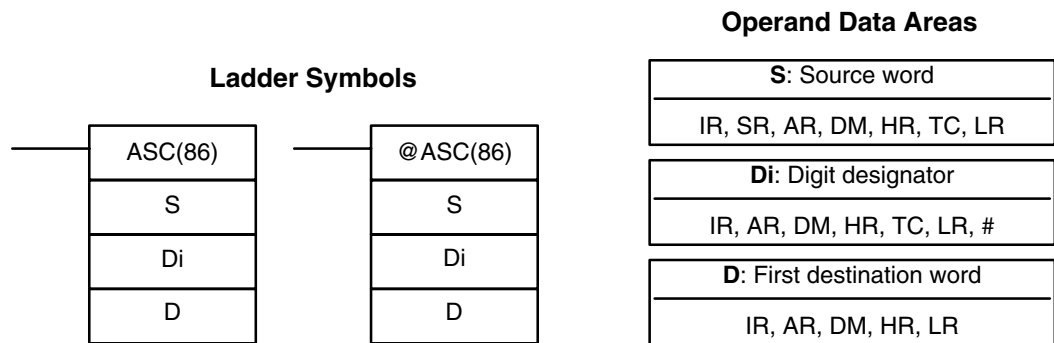 Ladder Symbols
ASC(86)
S
Di
D
@ASC(86)
S
Di
D
Operand Data Areas
S: Source word
IR, SR, AR, DM, HR, TC, LR
Di: Digit designator
IR, AR, DM, HR, TC, LR, #
D: First destination word
IR, AR, DM, HR, LR